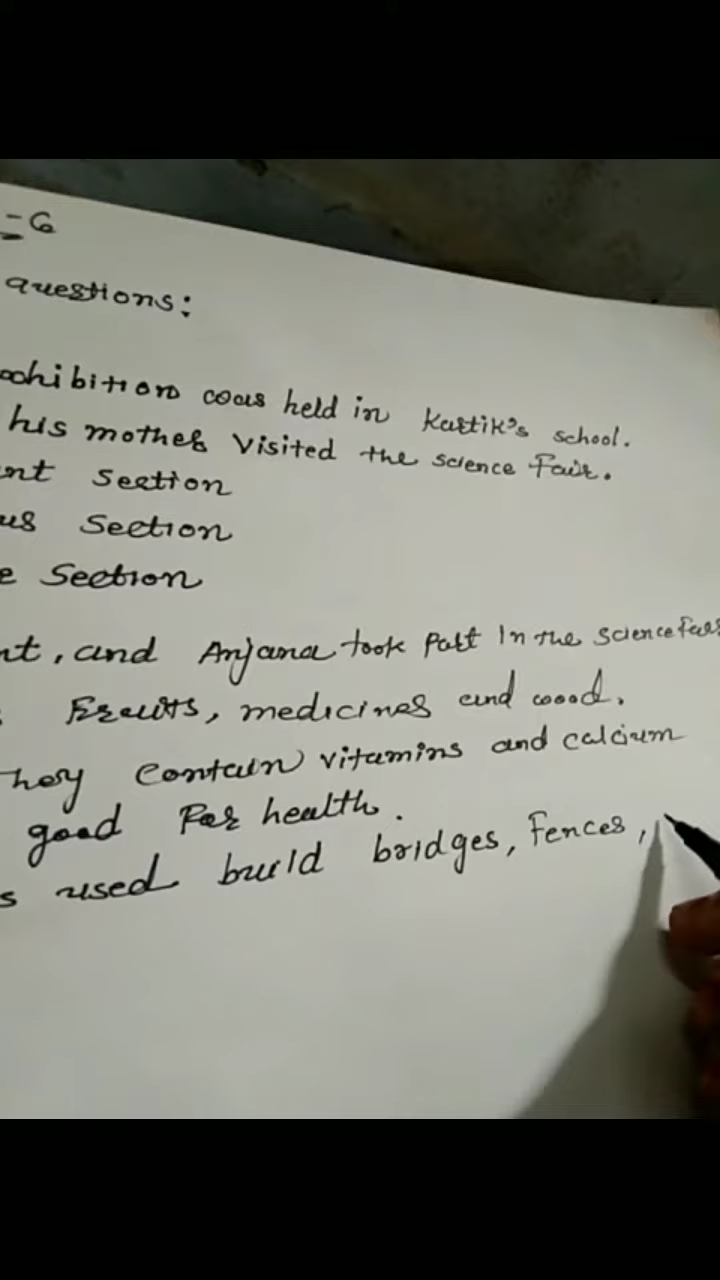 -6
questions:
xhibition was held in Kartik's school.
his mother visited the science Fair.
nt section
us section
e section
nt, and Anjana took Part In the Science Fair
Fruits, medicines and wood.
They contain vitamins and calcium
good For health.
s used build bridges, Fences,